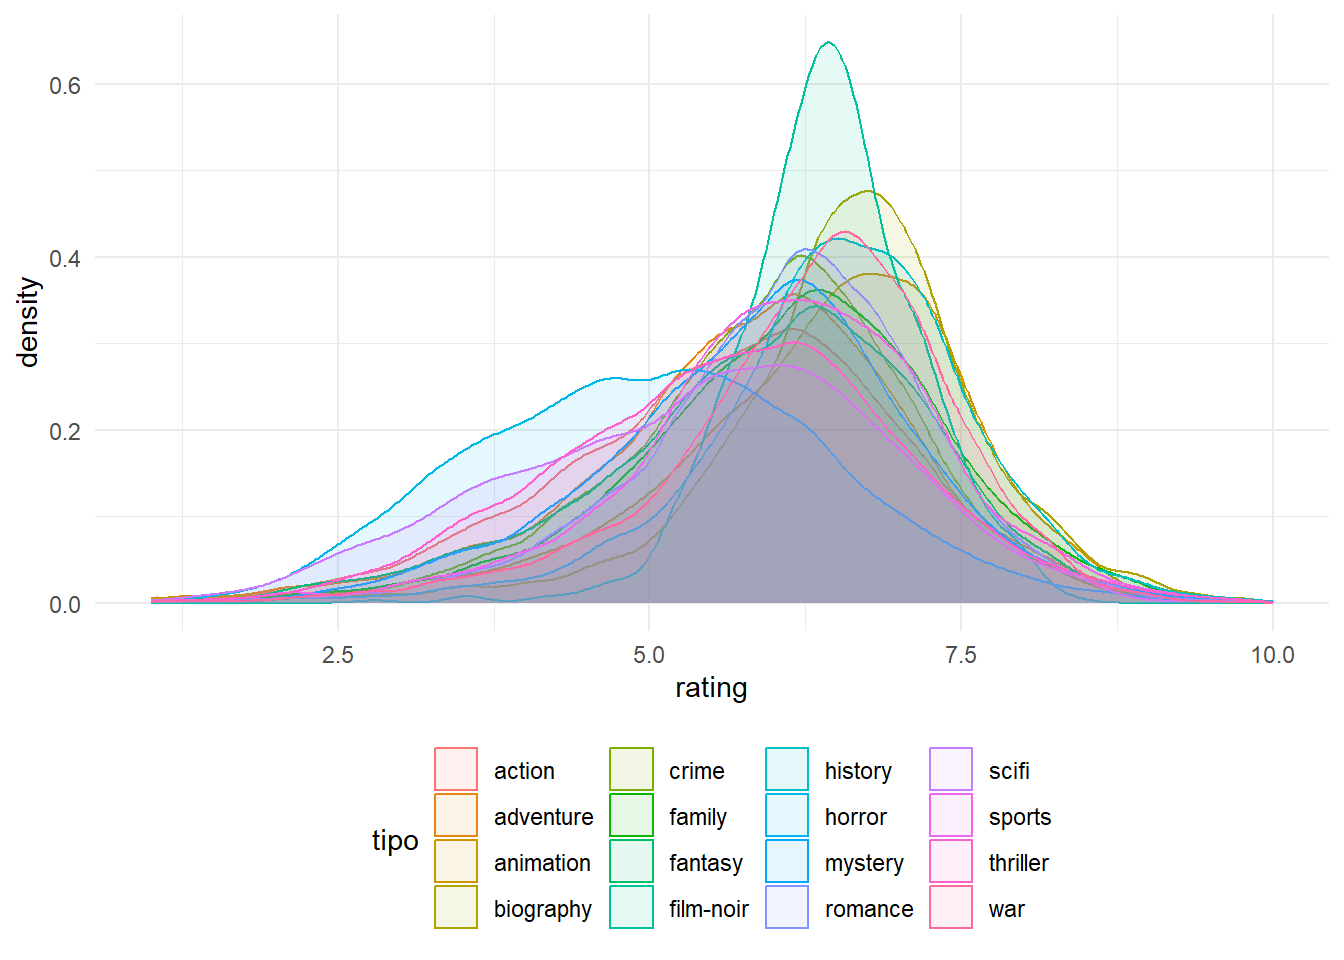 0.6
0.4
0.2
0.0
density
2.5 5.0 7.5 10.0
rating
tipo
action crime history scifi
adventure family horror sports
animation fantasy mystery thriller
biography film-noir romance war